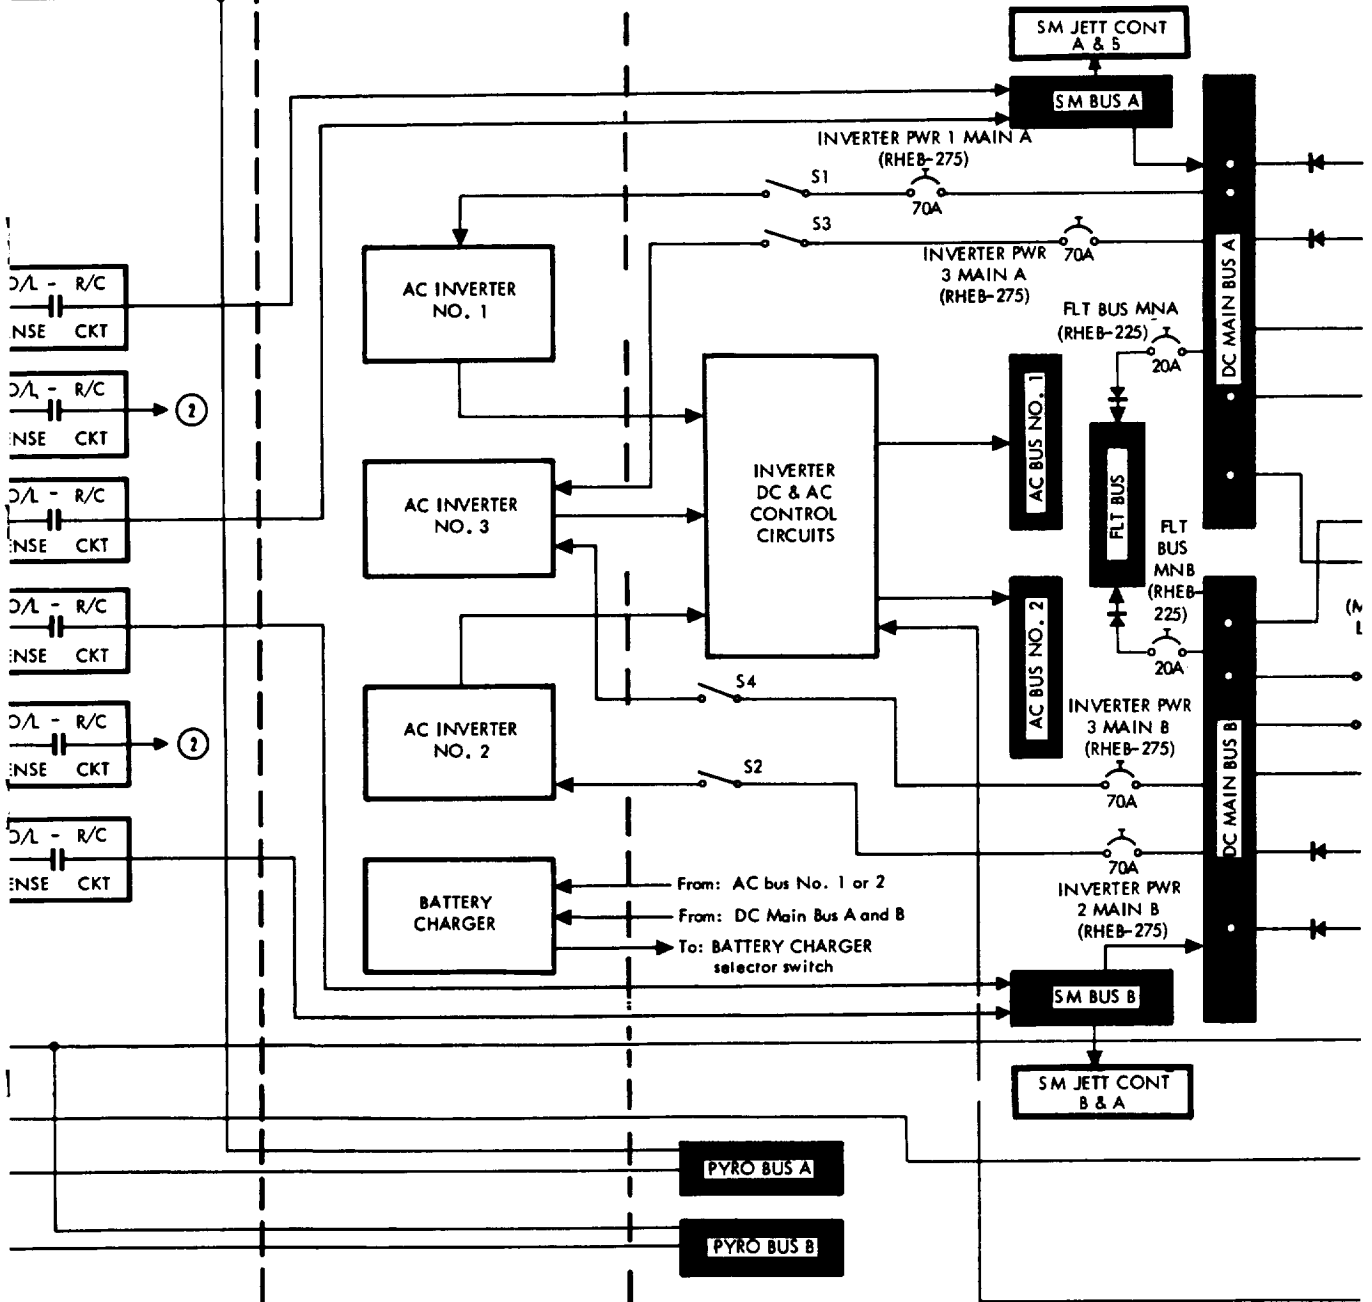 SM JETT CONT
A & B
SM BUS A
INVERTER PWR 1 MAIN A
(RHEB-275)
S1
70A
S3
INVERTER PWR
3 MAIN A
(RHEB-275)
70A
DC MAIN BUS A
FLT BUS MNA
(RHEB-225)
20A
O/L - R/C
ENSE CKT
O/L - R/C
ENSE CKT
2
O/L - R/C
ENSE CKT
O/L - R/C
ENSE CKT
O/L - R/C
ENSE CKT
2
O/L - R/C
ENSE CKT
AC INVERTER
NO. 1
AC INVERTER
NO. 3
AC INVERTER
NO. 2
BATTERY
CHARGER
INVERTER
DC & AC
CONTROL
CIRCUITS
AC BUS NO. 1
AC BUS NO. 2
FLT BUS
FLT
BUS
MNB
(RHEB-
225)
20A
(M
L
S4
INVERTER PWR
3 MAIN B
(RHEB-275)
70A
S2
70A
INVERTER PWR
2 MAIN B
(RHEB-275)
DC MAIN BUS B
From: AC bus No. 1 or 2
From: DC Main Bus A and B
To: BATTERY CHARGER
selector switch
SM BUS B
SM JETT CONT
B & A
PYRO BUS A
PYRO BUS B